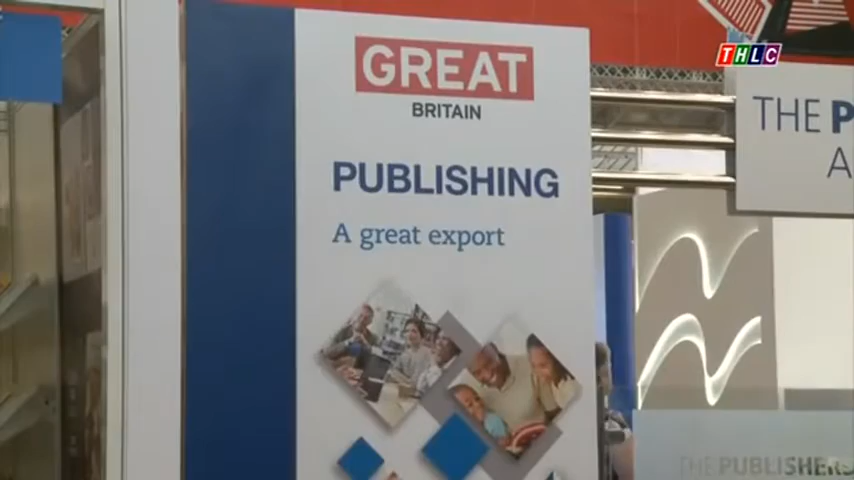 THLC
GREAT
BRITAIN
PUBLISHING
A great export
THE P
A
THE PUBLISHERS